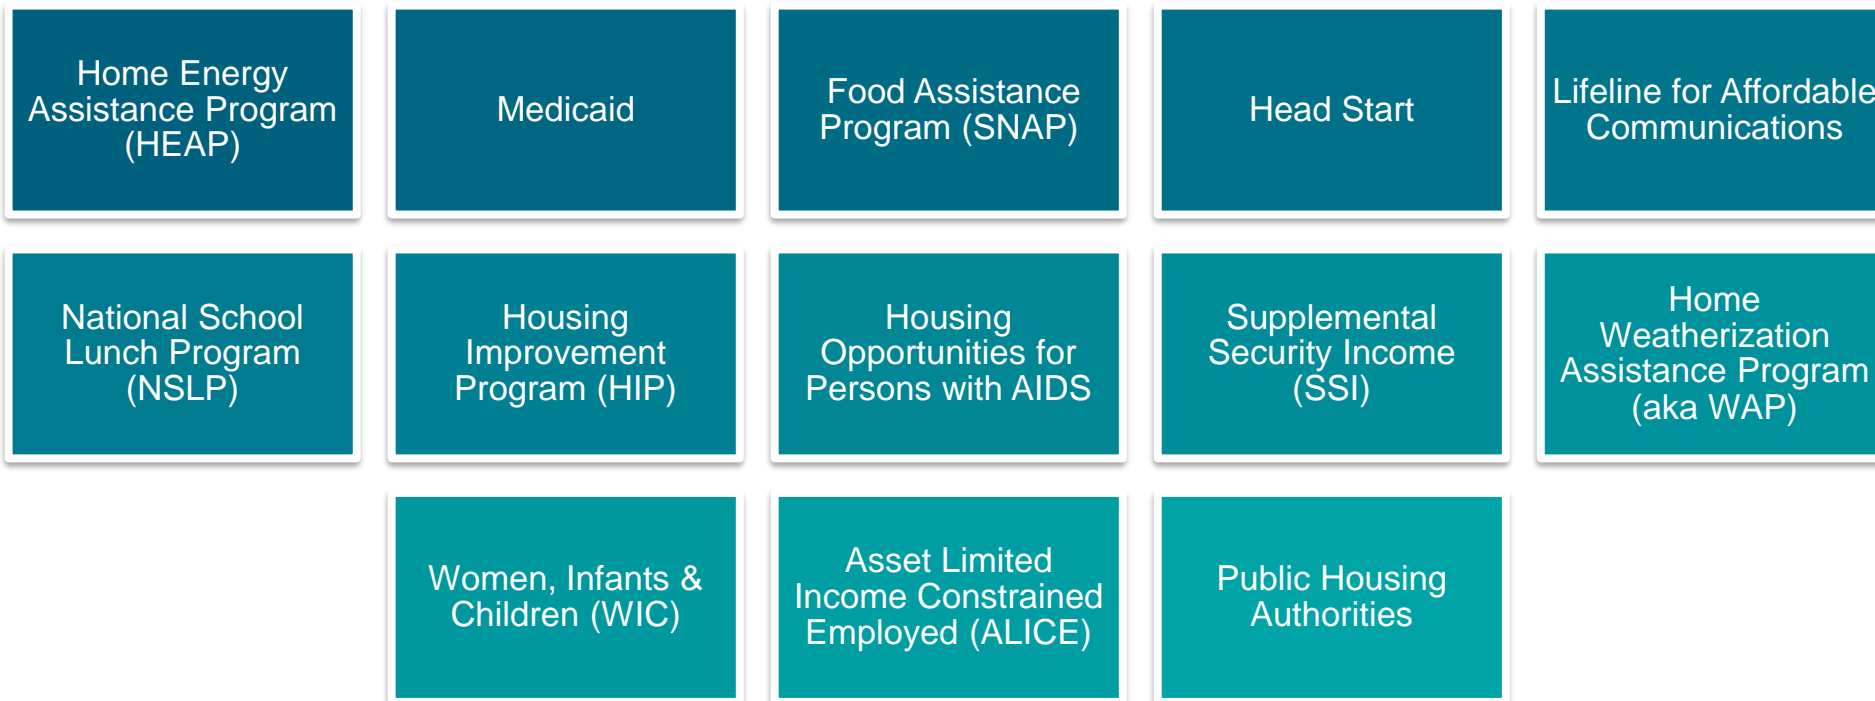 Home Energy
Assistance Program
(HEAP)
Medicaid
Food Assistance
Program (SNAP)
Head Start
Lifeline for Affordable
Communications
National School
Lunch Program
(NSLP)
Housing
Improvement
Program (HIP)
Housing
Opportunities for
Persons with AIDS
Supplemental
Security Income
(SSI)
Home
Weatherization
Assistance Program
(aka WAP)
Women, Infants &
Children (WIC)
Asset Limited
Income Constrained
Employed (ALICE)
Public Housing
Authorities